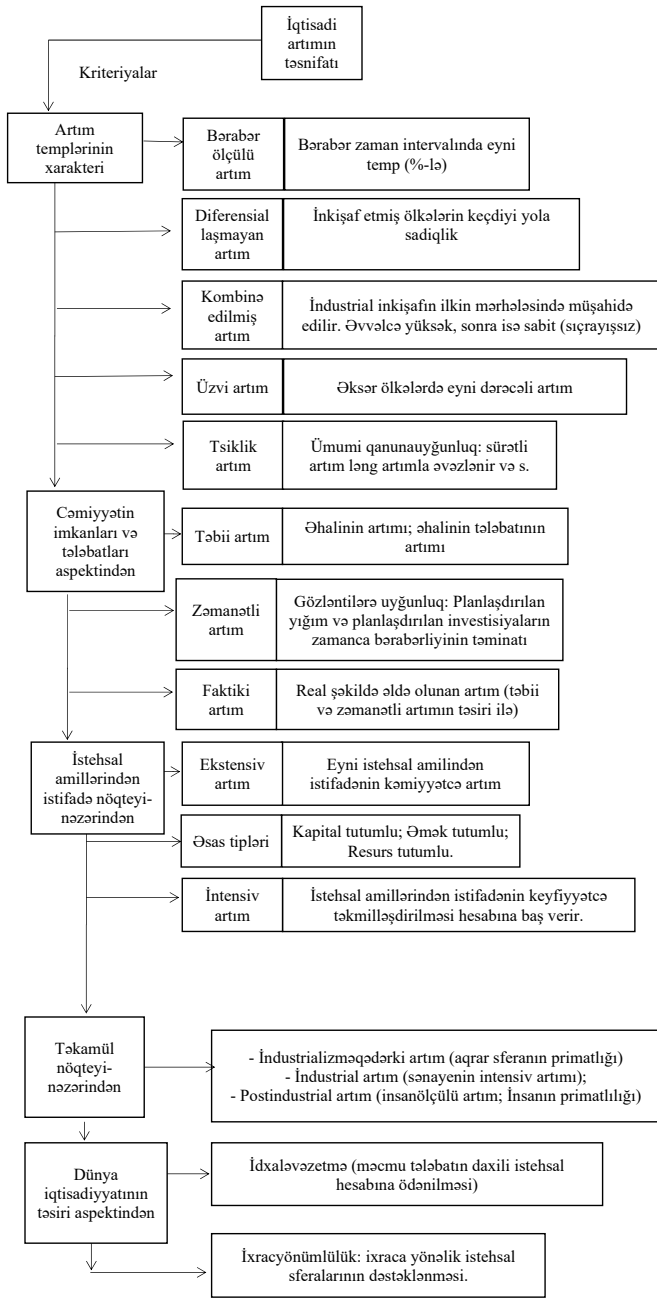 İqtisadi
artımın
təsnifatı
Kriteriyalar
Artım
templərinin
xarakteri
Bərabər
ölçülü
artım
Bərabər zaman intervalında eyni
temp (%-lə)
Diferensial
laşmayan
artım
İnkişaf etmiş ölkələrin keçdiyi yola
sadiqlik
Kombinə
edilmiş
artım
İndustrial inkişafın ilkin mərhələsində müşahidə
edilir. Əvvəlcə yüksək, sonra isə sabit (sıçrayışsız)
Üzvi artım
Əksər ölkələrdə eyni dərəcəli artım
Tsiklik
artım
Ümumi qanunauyğunluq: sürətli
artım ləng artımla əvəzlənir və s.
Cəmiyyətin
imkanları və
tələbatları
aspektindən
Təbii artım
Əhalinin artımı; əhalinin tələbatının
artımı
Zəmanətli
artım
Gözləntilərə uyğunluq: Planlaşdırılan
yığım və planlaşdırılan investisiyaların
zamanca bərabərliyinin təminatı
Faktiki
artım
Real şəkildə əldə olunan artım (təbii
və zəmanətli artımın təsiri ilə)
İstehsal
amillərindən
istifadə nöqteyi-
nəzərindən
Ekstensiv
artım
Eyni istehsal amilindən
istifadənin kəmiyyətcə artım
Əsas tipləri
Kapital tutumlu; Əmək tutumlu;
Resurs tutumlu.
İntensiv
artım
İstehsal amillərindən istifadənin keyfiyyətcə
təkmilləşdirilməsi hesabına baş verir.
Təkamül
nöqteyi-
nəzərindən
- İndustrializməqədərki artım (aqrar sferanın primatlığı)
- İndustrial artım (sənayenin intensiv artımı);
- Postindustrial artım (insanölçülü artım; İnsanın primatlılığı)
Dünya
iqtisadiyyatının
təsiri aspektindən
İdxaləvəzetmə (məcmu tələbatın daxili istehsal
hesabına ödənilməsi)
İxracyönümlülük: ixraca yönəlik istehsal
sferalarının dəstəklənməsi.